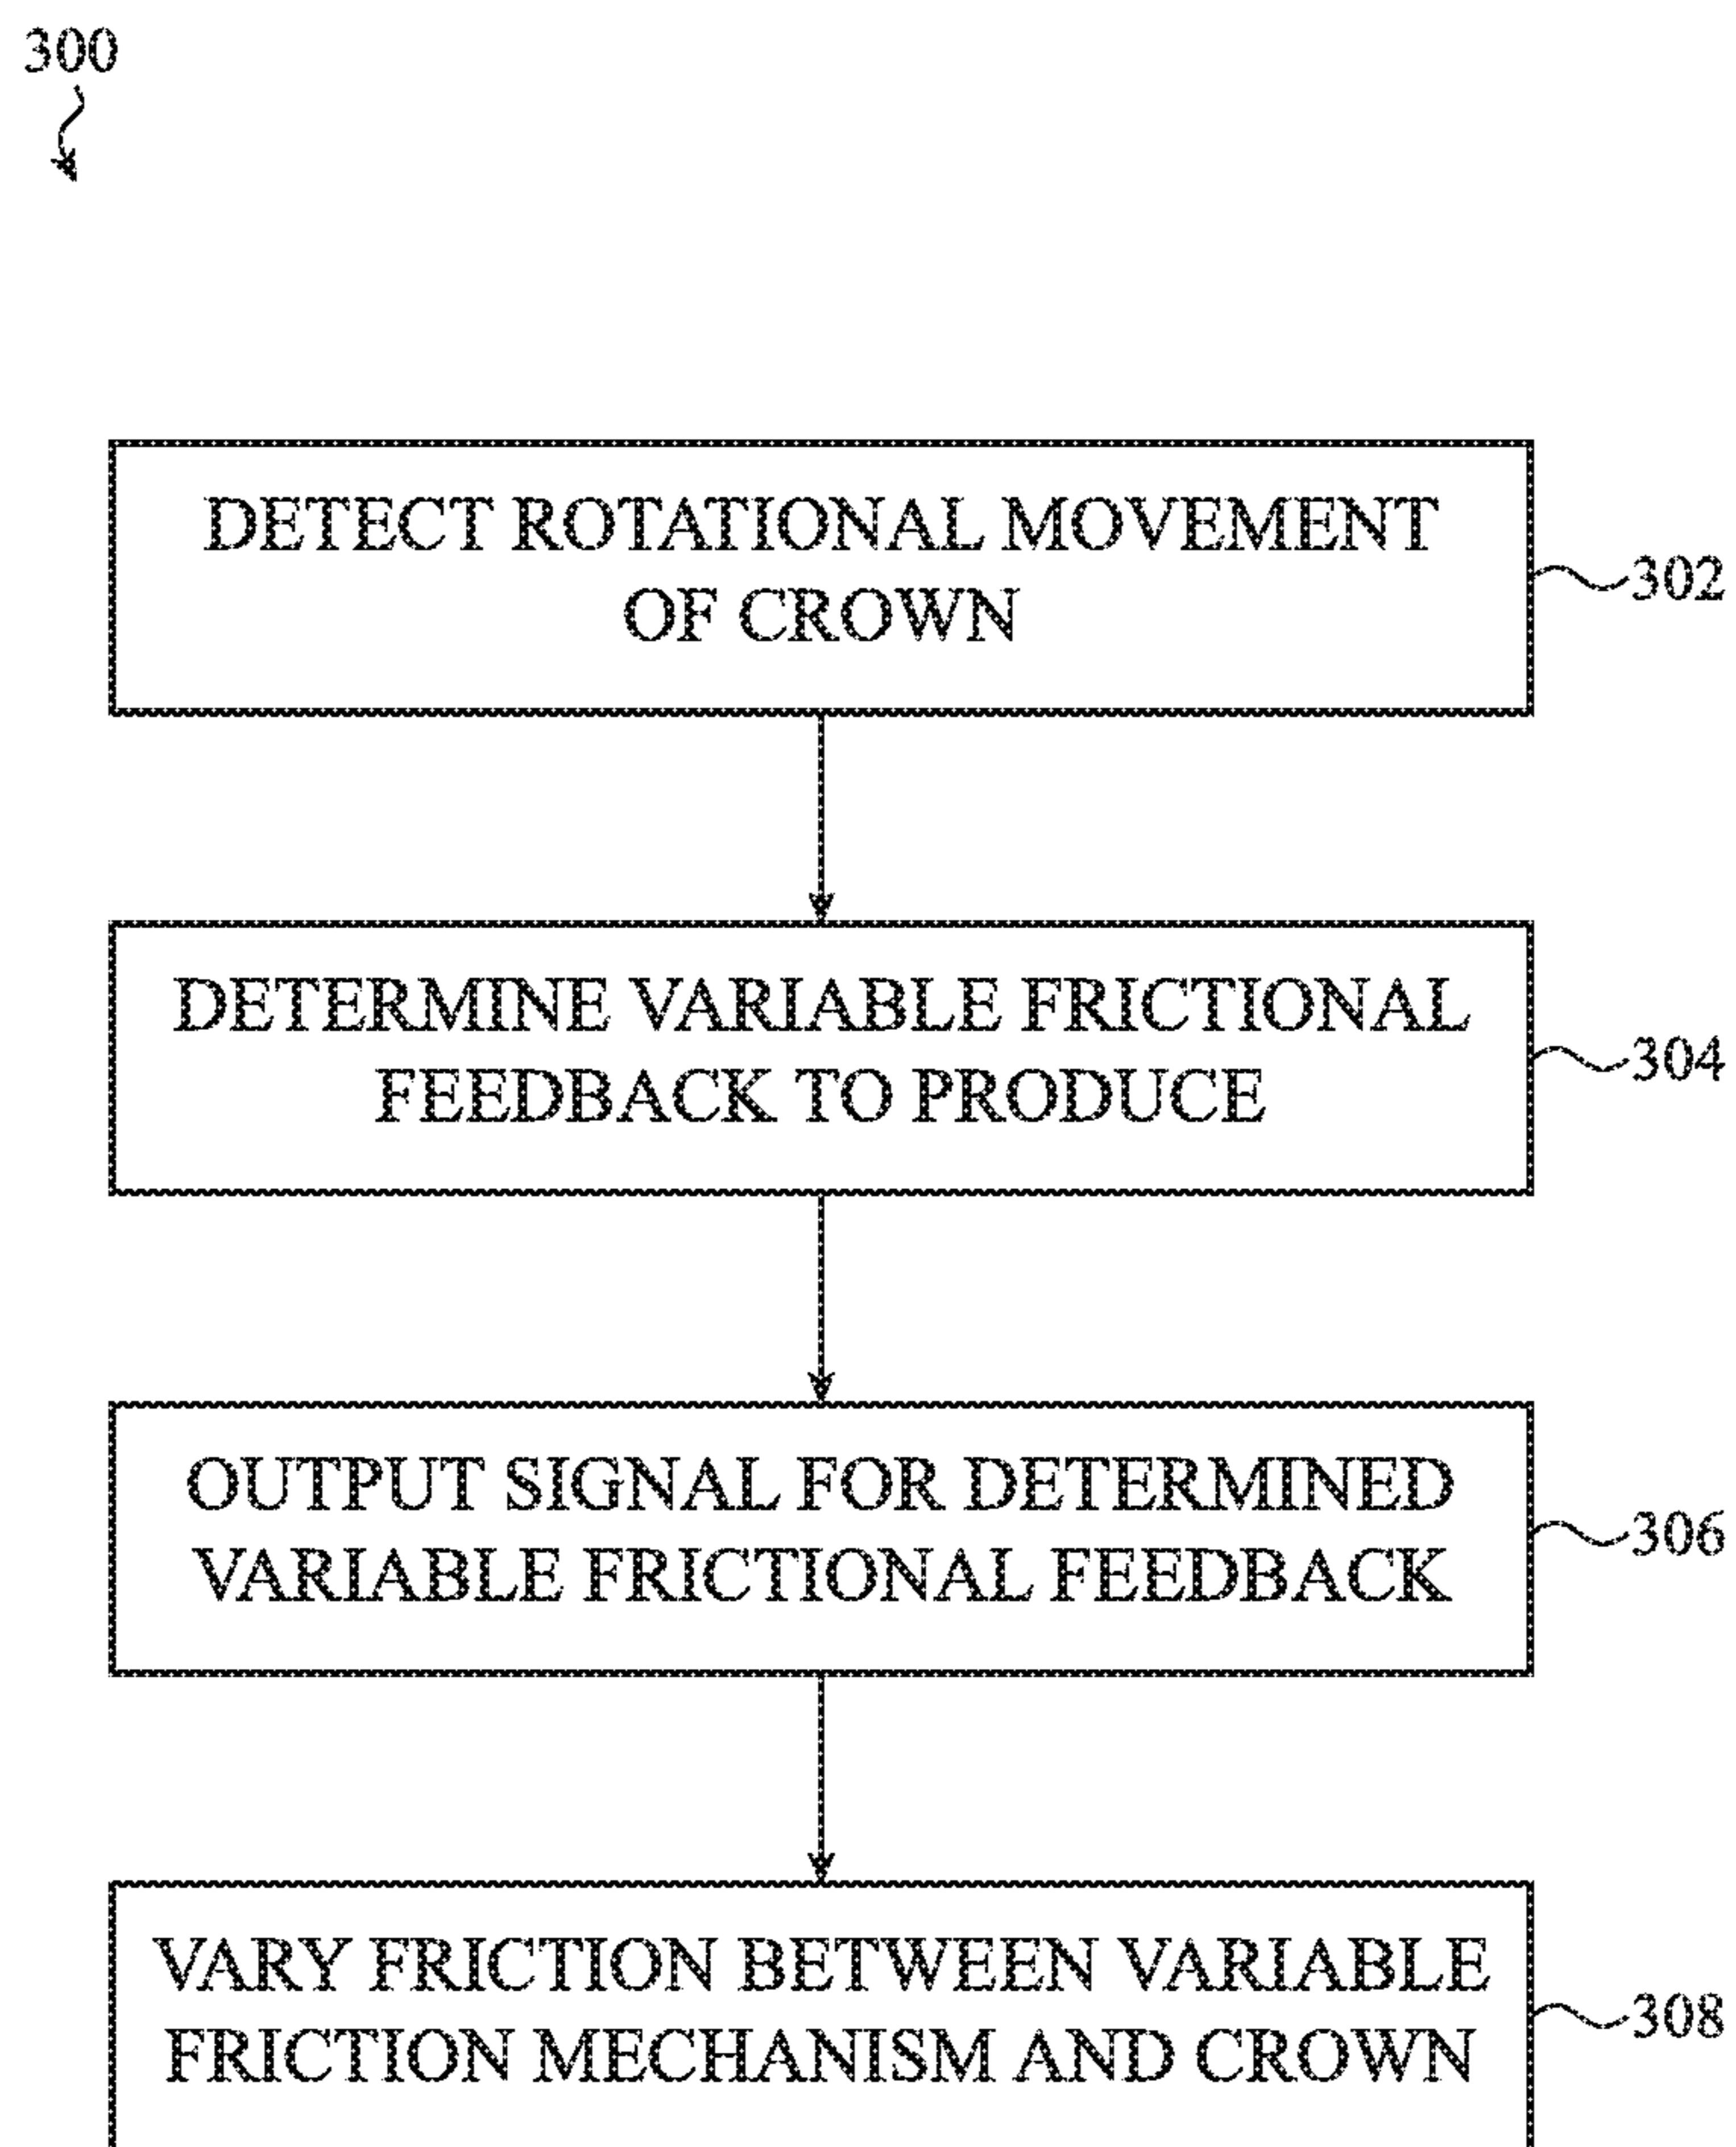 300
DETECT ROTATIONAL MOVEMENT
OF CROWN
302
DETERMINE VARIABLE FRICTIONAL
FEEDBACK TO PRODUCE
304
OUTPUT SIGNAL FOR DETERMINED
VARIABLE FRICTIONAL FEEDBACK
306
VARY FRICTION BETWEEN VARIABLE
FRICTION MECHANISM AND CROWN
308